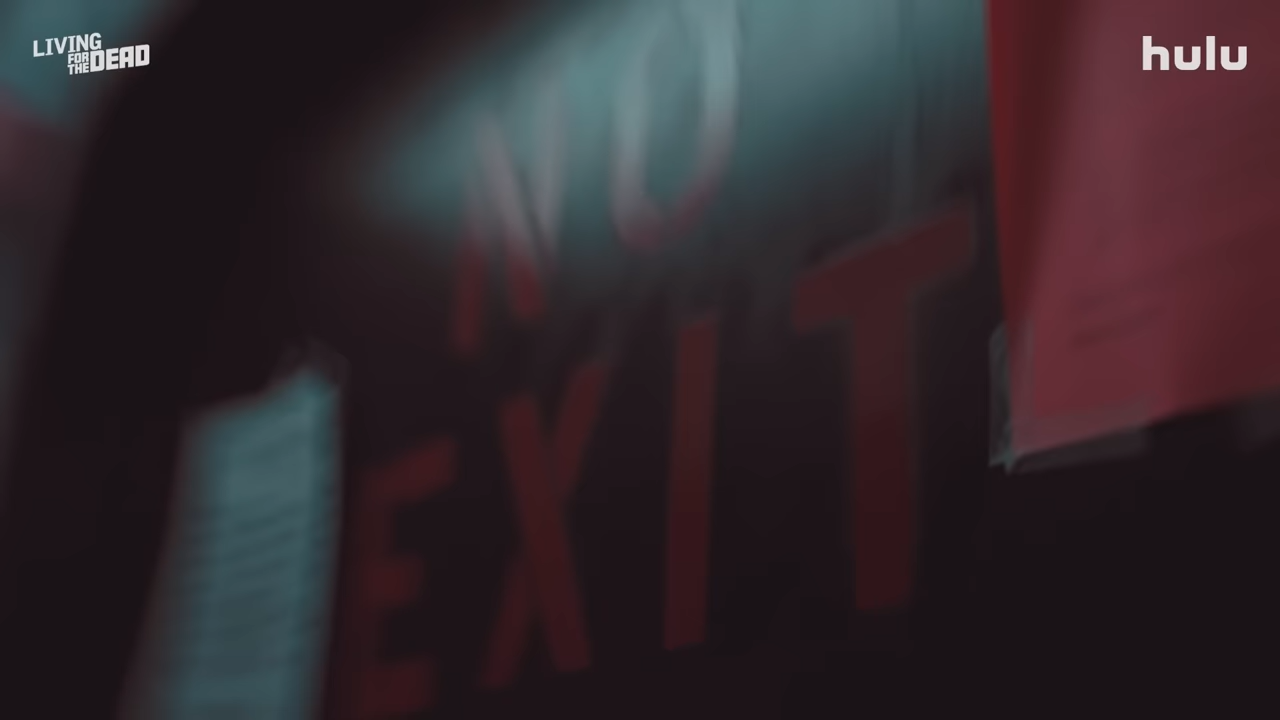 LIVING
FOR
THE DEAD
hulu
NO
EXIT